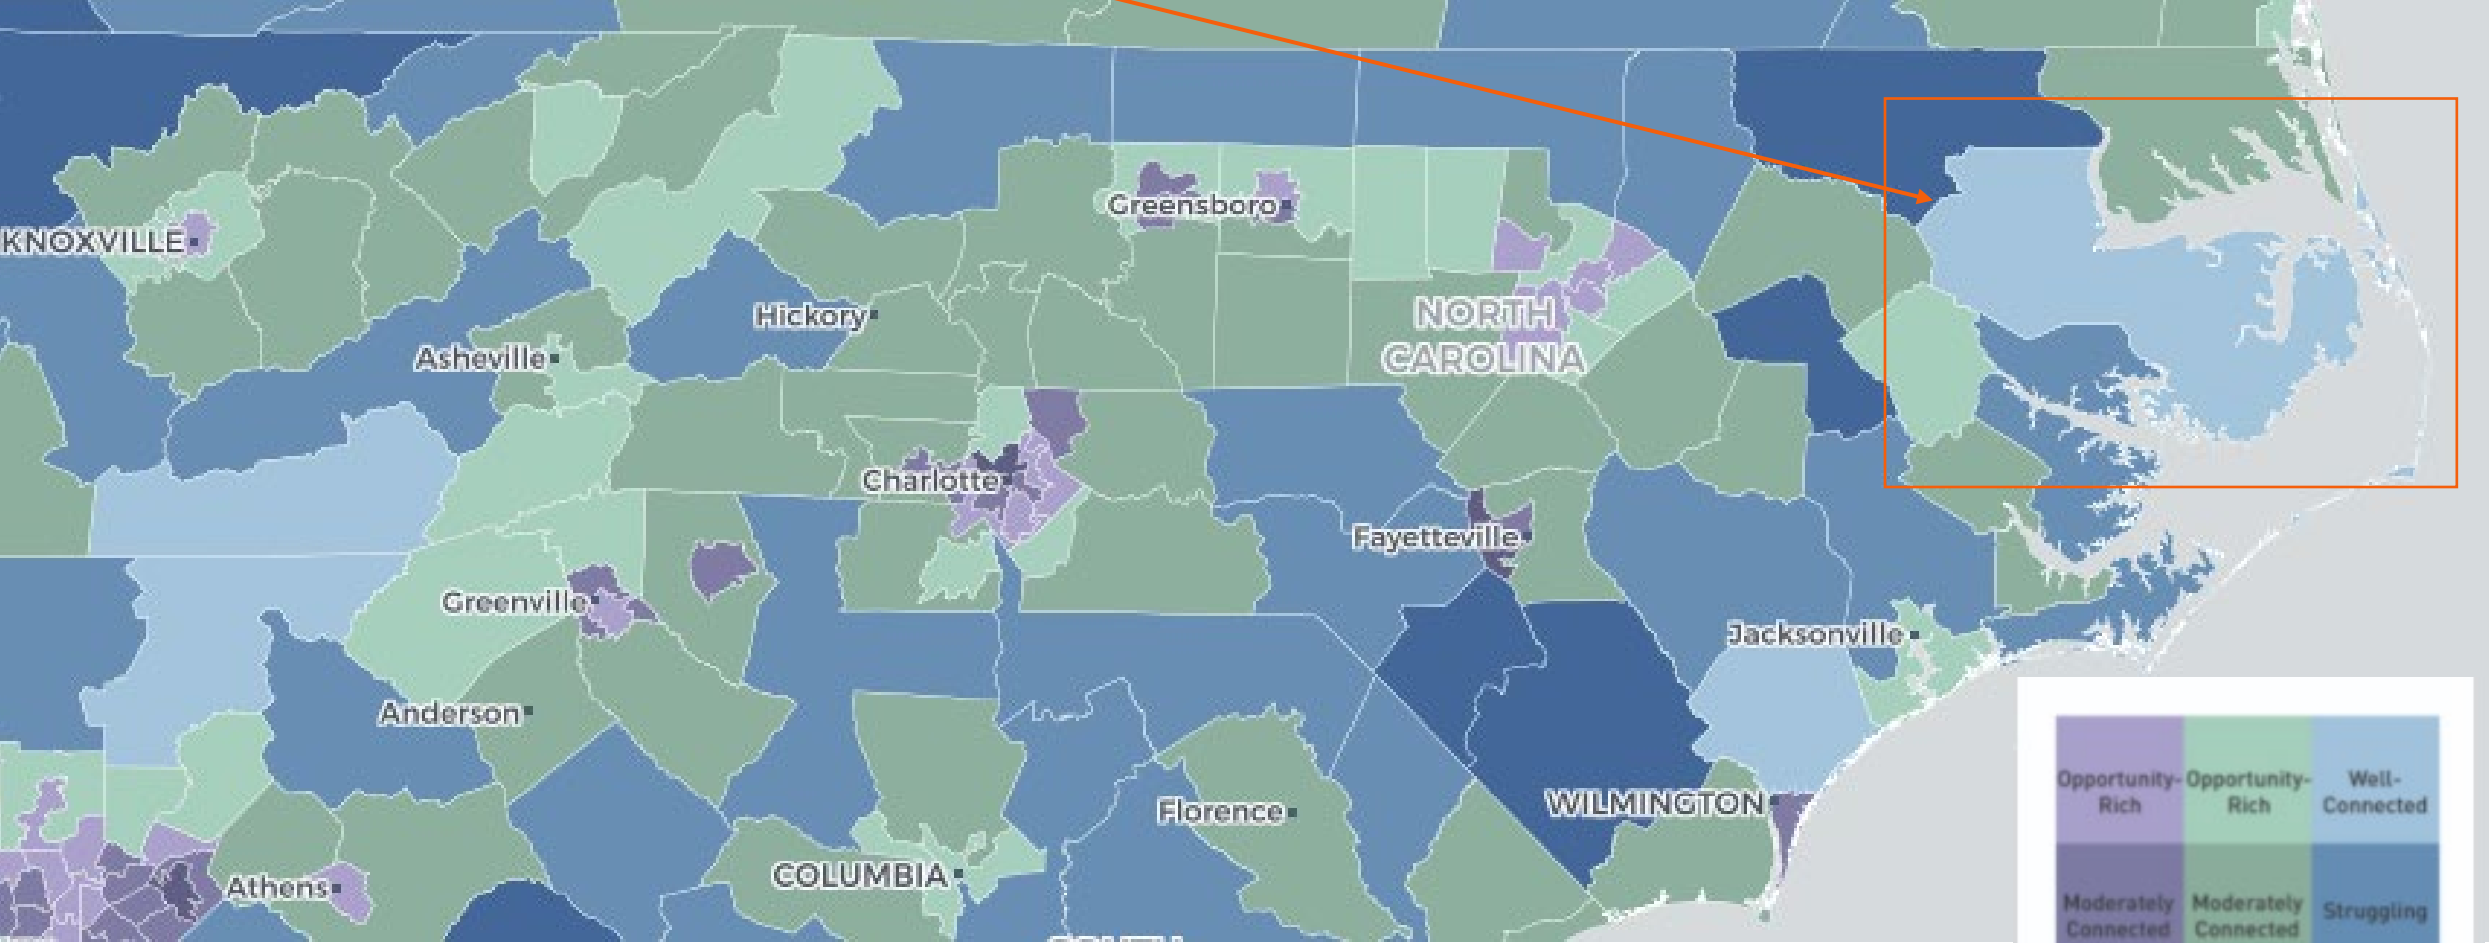 Greensboro
KNOXVILLE
Hickory
NORTH
CAROLINA
Asheville
Charlotte
Fayetteville
Greenville
Jacksonville
Anderson
WILMINGTON
Florence
COLUMBIA
Athens
Opportunity-
Rich
Opportunity-
Rich
Well-
Connected
Moderately
Connected
Moderately
Connected
Struggling